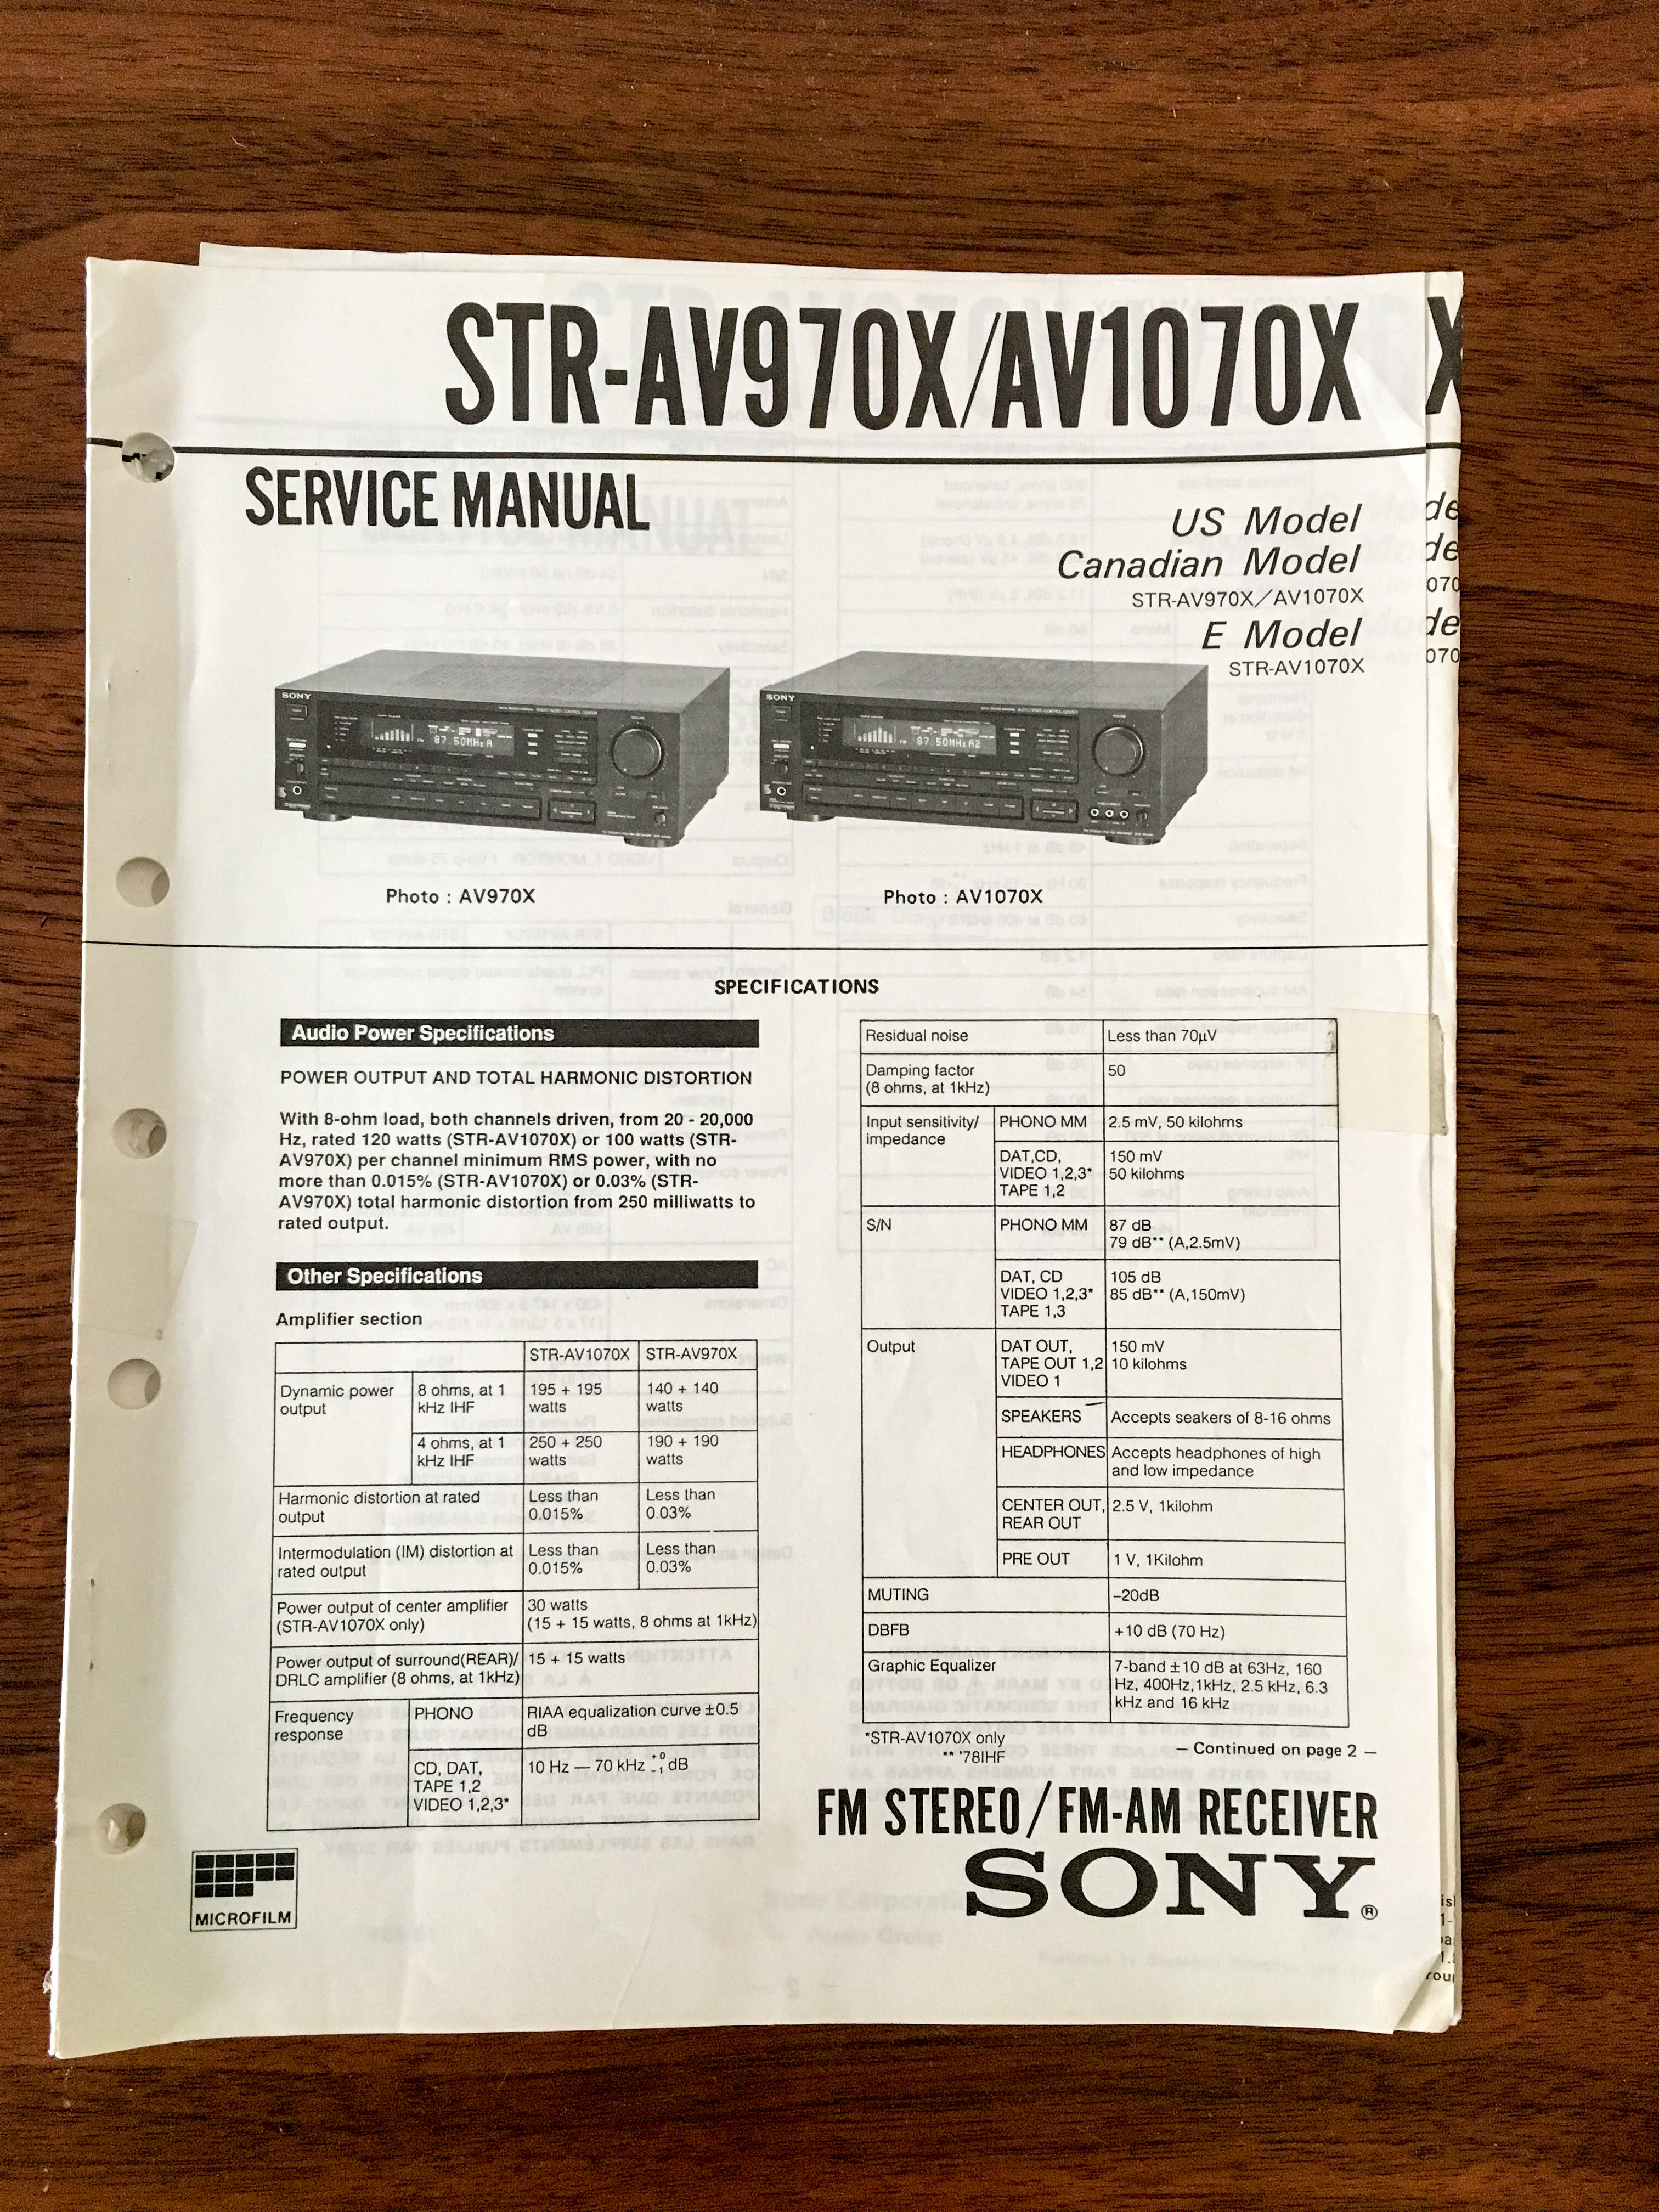 STR-AV970X/AV1070X
X
SERVICE MANUAL
US Model
Canadian Model
STR-AV970X/AV1070X
E Model
STR-AV1070X
de
de
070
de
070
SONY
87.50MHz A
SONY
87.50MHz A2
Photo : AV970X
Photo : AV1070X
SPECIFICATIONS
Audio Power Specifications
POWER OUTPUT AND TOTAL HARMONIC DISTORTION
With 8-ohm load, both channels driven, from 20 - 20,000
Hz, rated 120 watts (STR-AV1070X) or 100 watts (STR-
AV970X) per channel minimum RMS power, with no
more than 0.015% (STR-AV1070X) or 0.03% (STR-
AV970X) total harmonic distortion from 250 milliwatts to
rated output.
Other Specifications
Amplifier section
STR-AV1070X STR-AV970X
Dynamic power output
8 ohms, at 1 kHz IHF
195 + 195 watts
140 + 140 watts
4 ohms, at 1 kHz IHF
250 + 250 watts
190 + 190 watts
Harmonic distortion at rated output
Less than 0.015%
Less than 0.03%
Intermodulation (IM) distortion at rated output
Less than 0.015%
Less than 0.03%
Power output of center amplifier (STR-AV1070X only)
30 watts
(15 + 15 watts, 8 ohms at 1kHz)
Power output of surround(REAR)/ DRLC amplifier (8 ohms, at 1kHz)
15 + 15 watts
Frequency response
PHONO
RIAA equalization curve ±0.5 dB
CD, DAT,
TAPE 1,2
VIDEO 1,2,3*
10 Hz — 70 kHz +0 -1 dB
Residual noise
Less than 70µV
Damping factor
(8 ohms, at 1kHz)
50
Input sensitivity/
impedance
PHONO MM
2.5 mV, 50 kilohms
DAT,CD,
VIDEO 1,2,3*
TAPE 1,2
150 mV
50 kilohms
S/N
PHONO MM
87 dB
79 dB** (A,2.5mV)
DAT, CD
VIDEO 1,2,3*
TAPE 1,3
105 dB
85 dB** (A,150mV)
Output
DAT OUT,
TAPE OUT 1,2
VIDEO 1
150 mV
10 kilohms
SPEAKERS
Accepts seakers of 8-16 ohms
HEADPHONES
Accepts headphones of high
and low impedance
CENTER OUT,
REAR OUT
2.5 V, 1kilohm
PRE OUT
1 V, 1Kilohm
MUTING
–20dB
DBFB
+10 dB (70 Hz)
Graphic Equalizer
7-band ±10 dB at 63Hz, 160
Hz, 400Hz,1kHz, 2.5 kHz, 6.3
kHz and 16 kHz
*STR-AV1070X only
** '78IHF
— Continued on page 2 —
FM STEREO/FM-AM RECEIVER
SONY®
MICROFILM